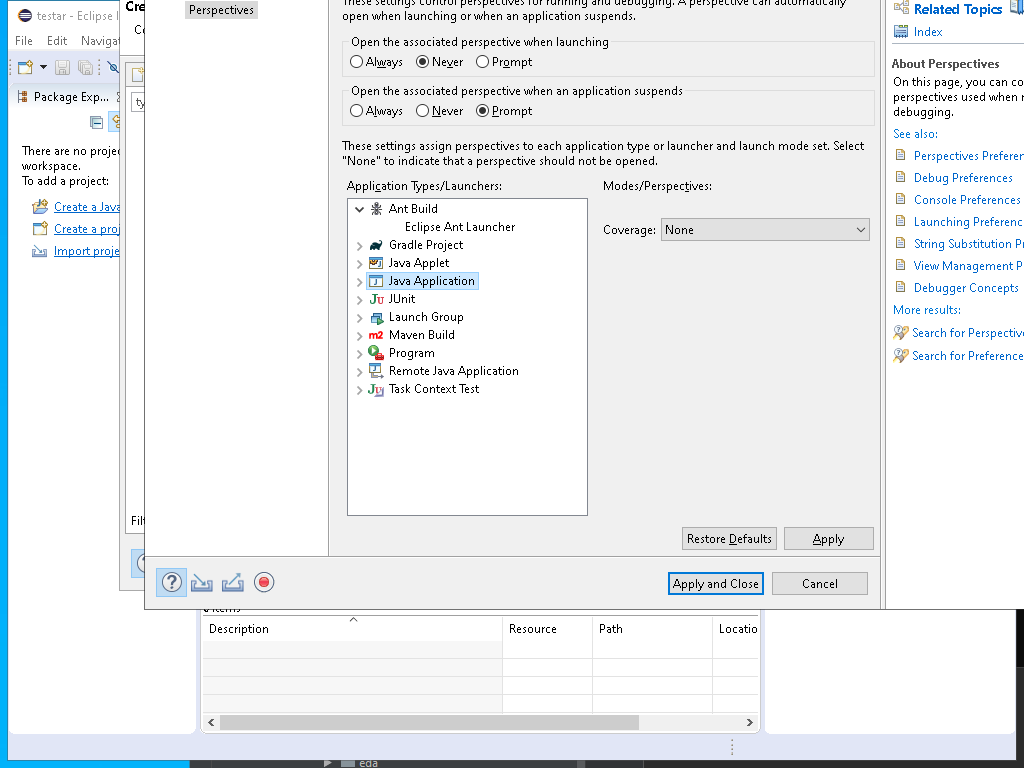 testar - Eclipse I
File Edit Navigat
Package Exp...
There are no proje
workspace.
To add a project:
Create a Java
Create a proj
Import proje
Cre
ty
Perspectives
These settings control perspectives for running and debugging. A perspective can automatically
open when launching or when an application suspends.
Open the associated perspective when launching
Always Never Prompt
Open the associated perspective when an application suspends
Always Never Prompt
These settings assign perspectives to each application type or launcher and launch mode set. Select
"None" to indicate that a perspective should not be opened.
Application Types/Launchers:
Modes/Perspectives:
Ant Build
Eclipse Ant Launcher
Gradle Project
Java Applet
Java Application
JUnit
Launch Group
Maven Build
Program
Remote Java Application
Task Context Test
Coverage: None
Restore Defaults
Apply
Apply and Close
Cancel
Related Topics
Index
About Perspectives
On this page, you can co
perspectives used when r
debugging.
See also:
Perspectives Preferen
Debug Preferences
Console Preferences
Launching Preferenc
String Substitution Pr
View Management P
Debugger Concepts
More results:
Search for Perspective
Search for Preference
0 items
Description
Resource
Path
Locatio
eda